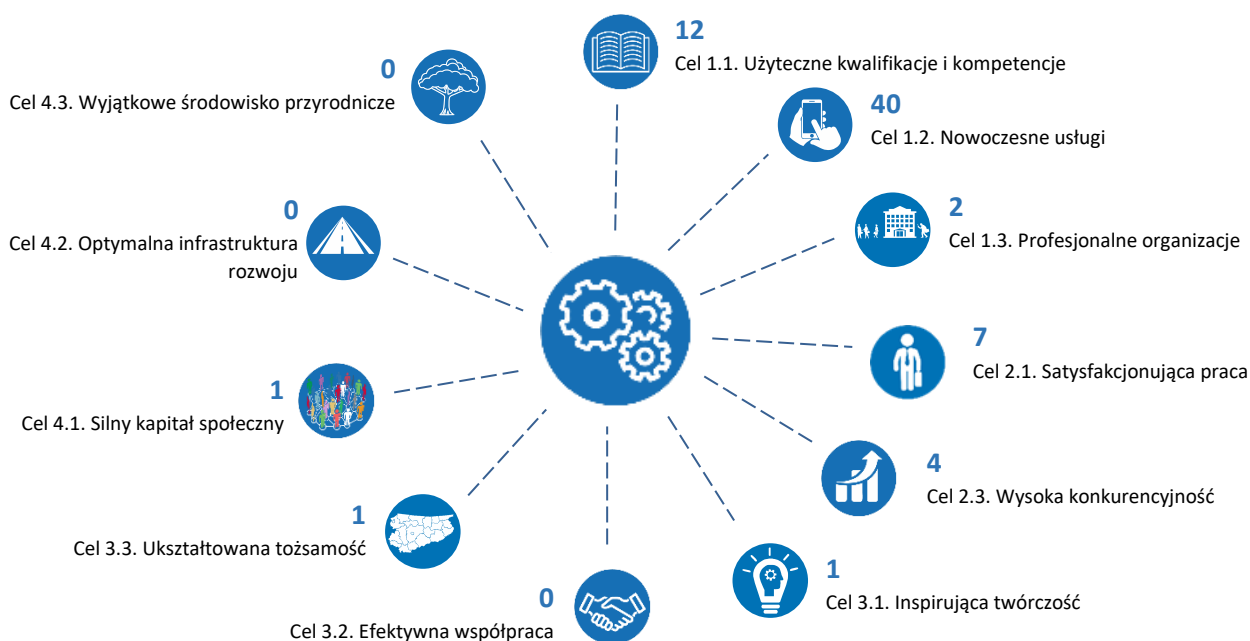 12
Cel 1.1. Użyteczne kwalifikacje i kompetencje
40
Cel 1.2. Nowoczesne usługi
2
Cel 1.3. Profesjonalne organizacje
7
Cel 2.1. Satysfakcjonująca praca
4
Cel 2.3. Wysoka konkurencyjność
1
Cel 3.1. Inspirująca twórczość
0
Cel 3.2. Efektywna współpraca
1
Cel 3.3. Ukształtowana tożsamość
1
Cel 4.1. Silny kapitał społeczny
0
Cel 4.2. Optymalna infrastruktura
rozwoju
0
Cel 4.3. Wyjątkowe środowisko przyrodnicze